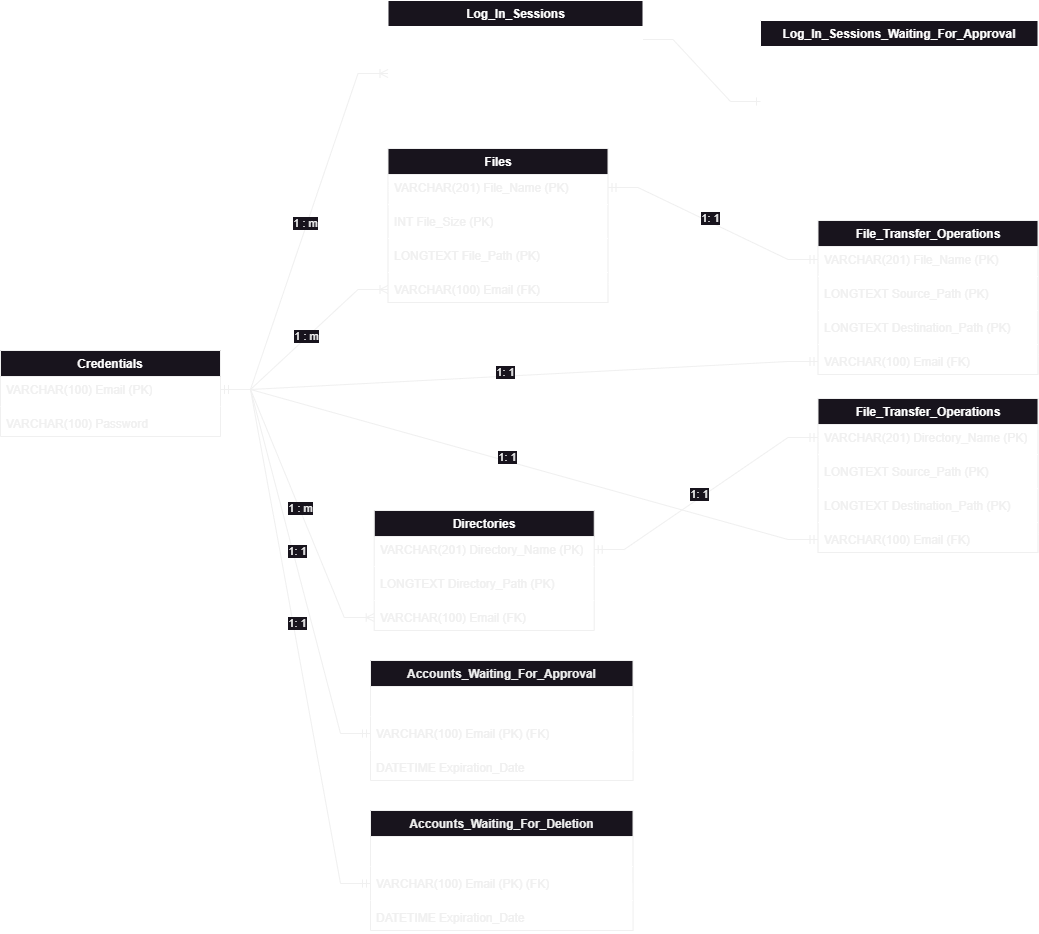 Log_In_Sessions
Log_In_Sessions_Waiting_For_Approval
Files
VARCHAR(201) File_Name (PK)
INT File_Size (PK)
LONGTEXT File_Path (PK)
VARCHAR(100) Email (FK)
1 : m
1: 1
File_Transfer_Operations
VARCHAR(201) File_Name (PK)
LONGTEXT Source_Path (PK)
LONGTEXT Destination_Path (PK)
VARCHAR(100) Email (FK)
1 : m
Credentials
VARCHAR(100) Email (PK)
VARCHAR(100) Password
1: 1
File_Transfer_Operations
VARCHAR(201) Directory_Name (PK)
LONGTEXT Source_Path (PK)
LONGTEXT Destination_Path (PK)
VARCHAR(100) Email (FK)
1: 1
1: 1
1 : m
Directories
VARCHAR(201) Directory_Name (PK)
LONGTEXT Directory_Path (PK)
VARCHAR(100) Email (FK)
1: 1
Accounts_Waiting_For_Approval
VARCHAR(100) Email (PK) (FK)
DATETIME Expiration_Date
1: 1
Accounts_Waiting_For_Deletion
VARCHAR(100) Email (PK) (FK)
DATETIME Expiration_Date